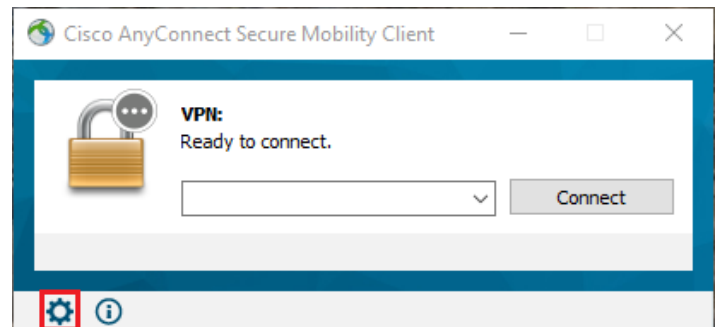 Cisco AnyConnect Secure Mobility Client
VPN:
Ready to connect.
Connect